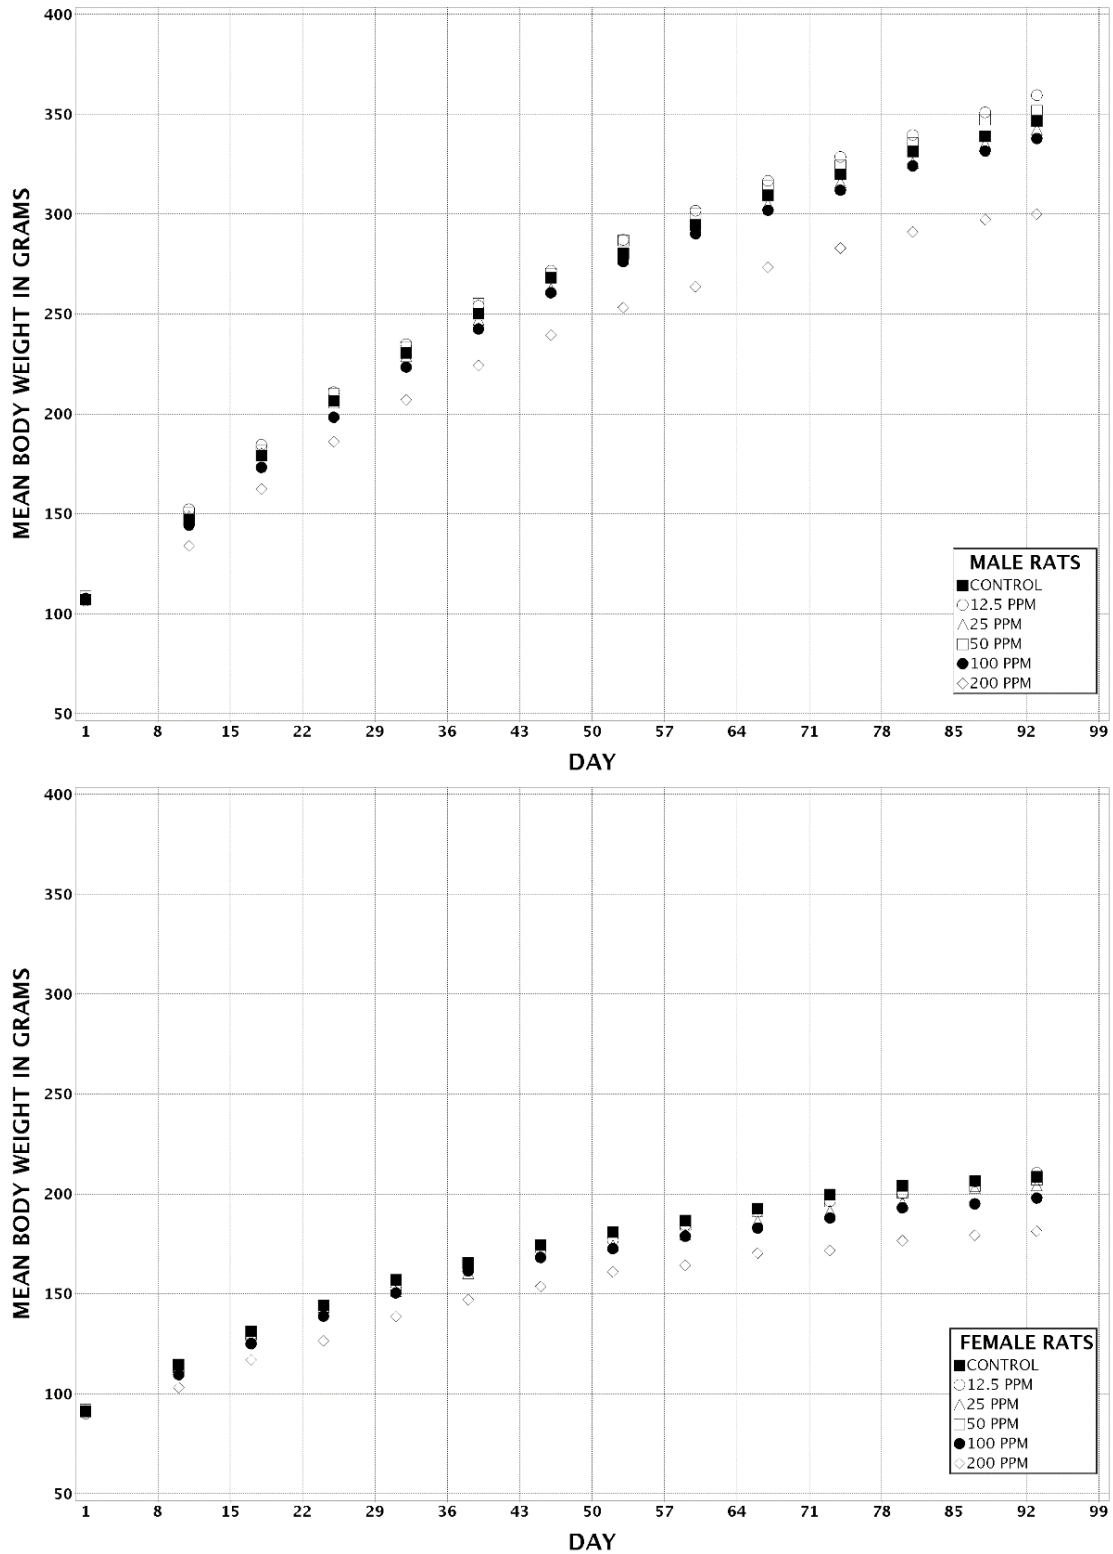 400
350
300
250
200
150
100
50
MEAN BODY WEIGHT IN GRAMS
MALE RATS
CONTROL
12.5 PPM
25 PPM
50 PPM
100 PPM
200 PPM
1 8 15 22 29 36 43 50 57 64 71 78 85 92 99
DAY
400
350
300
250
200
150
100
50
MEAN BODY WEIGHT IN GRAMS
FEMALE RATS
CONTROL
12.5 PPM
25 PPM
50 PPM
100 PPM
200 PPM
1 8 15 22 29 36 43 50 57 64 71 78 85 92 99
DAY